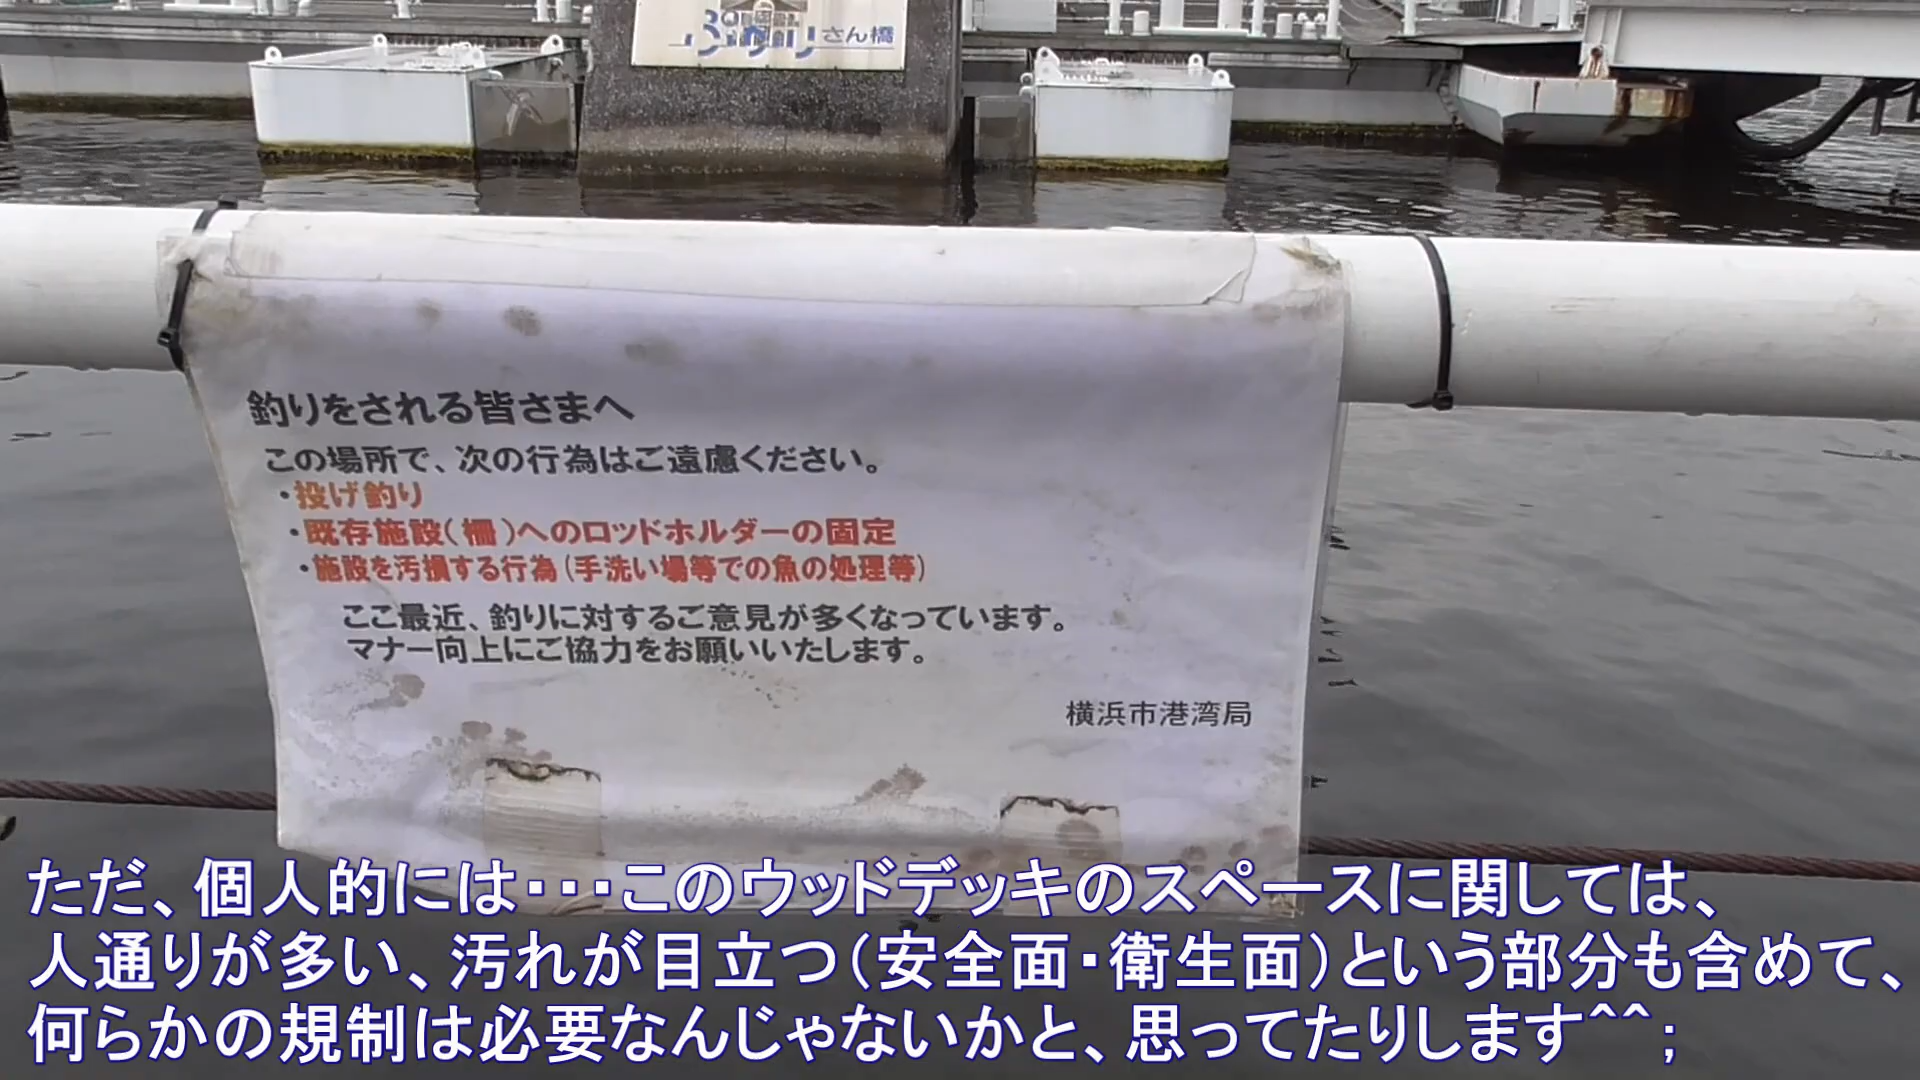 ぷかりさん橋
釣りをされる皆さまへ
この場所で、次の行為はご遠慮ください。
・投げ釣り
・既存施設(柵)へのロッドホルダーの固定
・施設を汚損する行為(手洗い場等での魚の処理等)
ここ最近、釣りに対するご意見が多くなっています。
マナー向上にご協力をお願いいたします。
横浜市港湾局
ただ、個人的には・・・このウッドデッキのスペースに関しては、
人通りが多い、汚れが目立つ(安全面・衛生面)という部分も含めて、
何らかの規制は必要なんじゃないかと、思ってたりします^^;